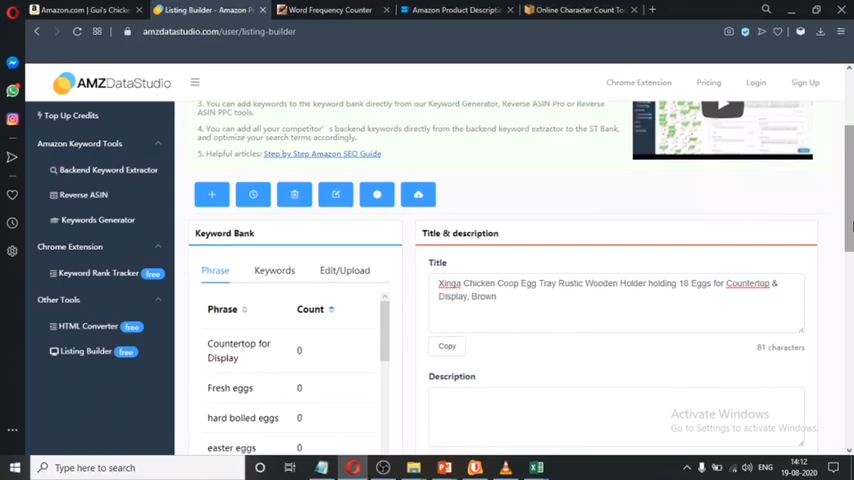 Amazon.com | Gui's Chicke
Listing Builder - Amazon P
Word Frequency Counter
Amazon Product Descripti
Online Character Count To
amzdatastudio.com/user/listing-builder
AMZDataStudio
Chrome Extension
Pricing
Login
Sign Up
Top Up Credits
Amazon Keyword Tools
Backend Keyword Extractor
Reverse ASIN
Keywords Generator
Chrome Extension
Keyword Rank Tracker free
Other Tools
HTML Converter free
Listing Builder free
3. You can add keywords to the keyword bank directly from our Keyword Generator, Reverse ASIN Pro or Reverse
ASIN PPC tools.
4. You can add all your competitor's backend keywords directly from the backend keyword extractor to the ST Bank,
and optimize your search terms accordingly.
5. Helpful articles: Step by Step Amazon SEO Guide
Keyword Bank
Phrase
Keywords
Edit/Upload
Phrase
Count
Countertop for
Display
0
Fresh eggs
0
hard boiled eggs
0
easter eggs
0
Title & description
Title
Xinga Chicken Coop Egg Tray Rustic Wooden Holder holding 18 Eggs for Countertop &
Display, Brown
Copy
81 characters
Description
Activate Windows
Go to Settings to activate Windows.
Type here to search
ENG
14:12
19-08-2020